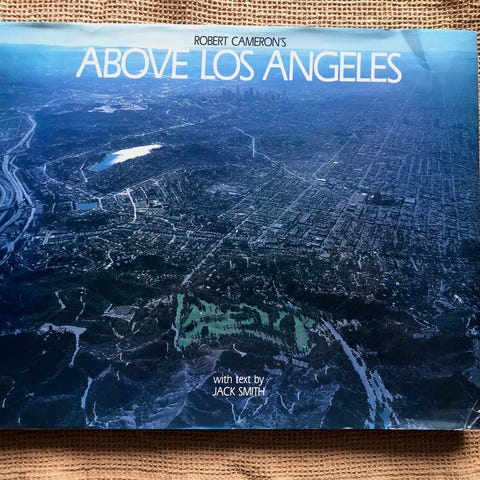 ROBERT CAMERON'S
ABOVE LOS ANGELES
with text by
JACK SMITH